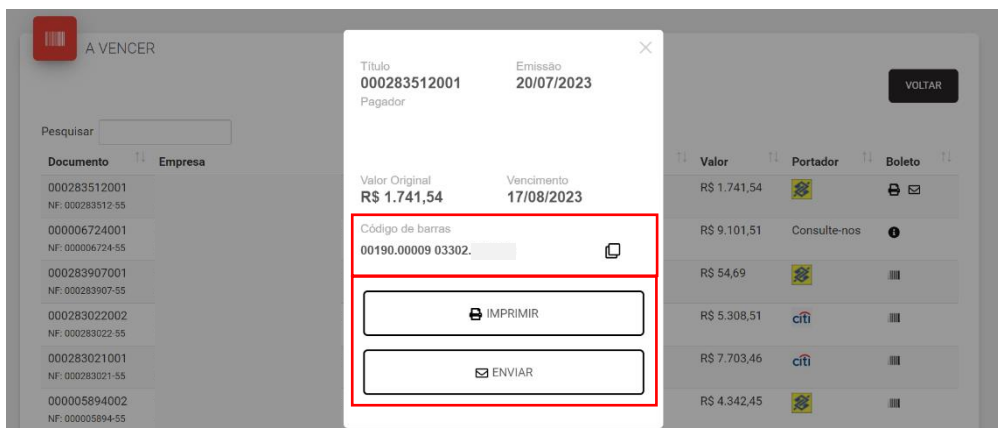 A VENCER
VOLTAR
Pesquisar
Documento Empresa Valor Portador Boleto
000283512001 R$ 1.741,54
NF: 000283512-55
000006724001 R$ 9.101,51 Consulte-nos
NF: 000006724-55
000283907001 R$ 54,69
NF: 000283907-55
000283022002 R$ 5.308,51 citi
NF: 000283022-55
000283021001 R$ 7.703,46 citi
NF: 000283021-55
000005894002 R$ 4.342,45
NF: 000005894-55
Título Emissão
000283512001 20/07/2023
Pagador
Valor Original Vencimento
R$ 1.741,54 17/08/2023
Código de barras
00190.00009 03302.
IMPRIMIR
ENVIAR